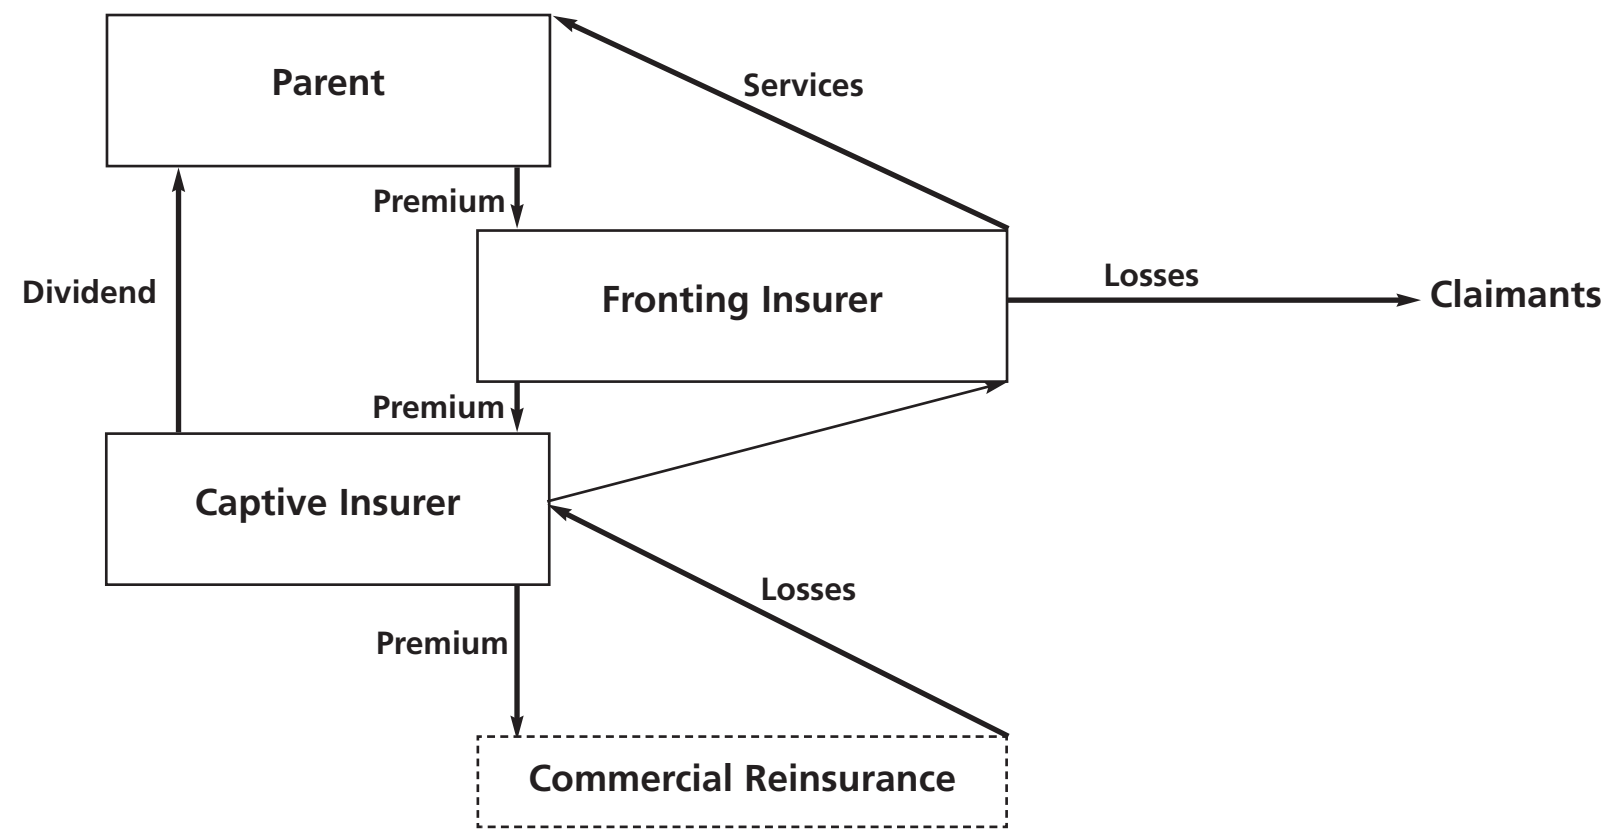 Parent
Services
Premium
Dividend
Fronting Insurer
Losses
Claimants
Premium
Captive Insurer
Losses
Premium
Commercial Reinsurance